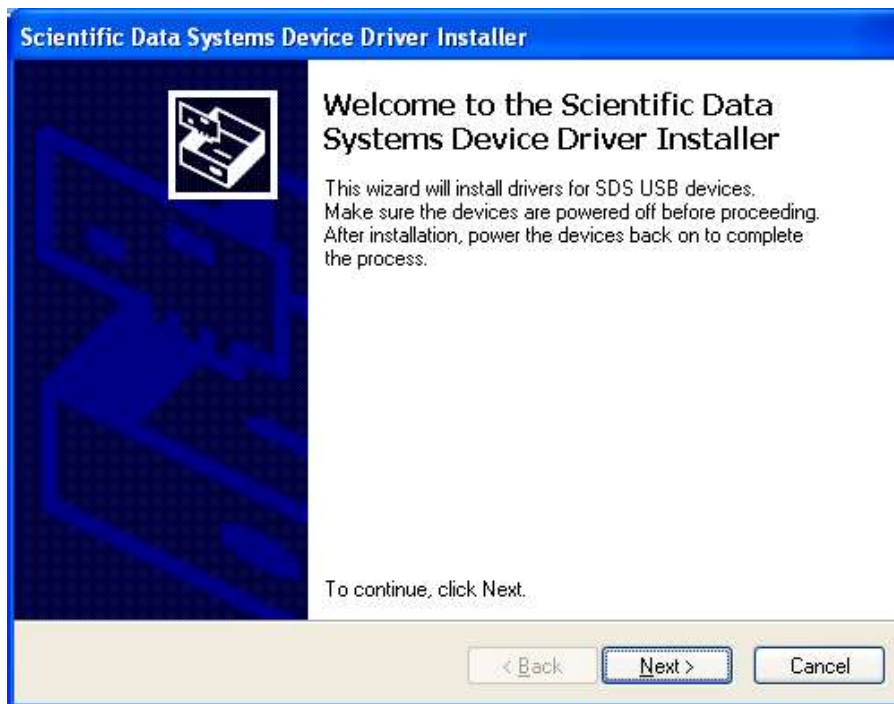 Scientific Data Systems Device Driver Installer
Welcome to the Scientific Data
Systems Device Driver Installer
This wizard will install drivers for SDS USB devices.
Make sure the devices are powered off before proceeding.
After installation, power the devices back on to complete
the process.
To continue, click Next.
< Back
Next >
Cancel